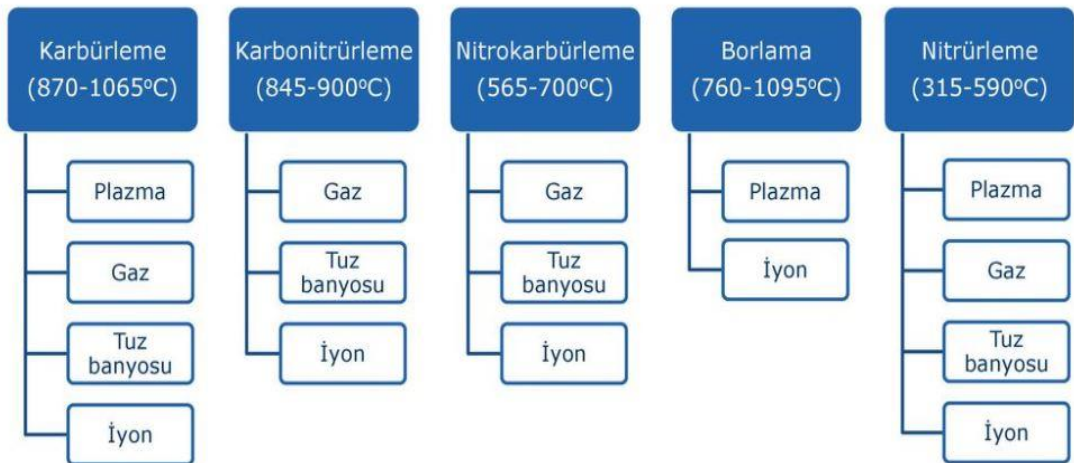 Karbürleme
(870-1065°C)
Plazma
Gaz
Tuz
banyosu
İyon
Karbonitrürleme
(845-900°C)
Gaz
Tuz
banyosu
İyon
Nitrokarbürleme
(565-700°C)
Gaz
Tuz
banyosu
İyon
Borlama
(760-1095°C)
Plazma
İyon
Nitrürleme
(315-590°C)
Plazma
Gaz
Tuz
banyosu
İyon